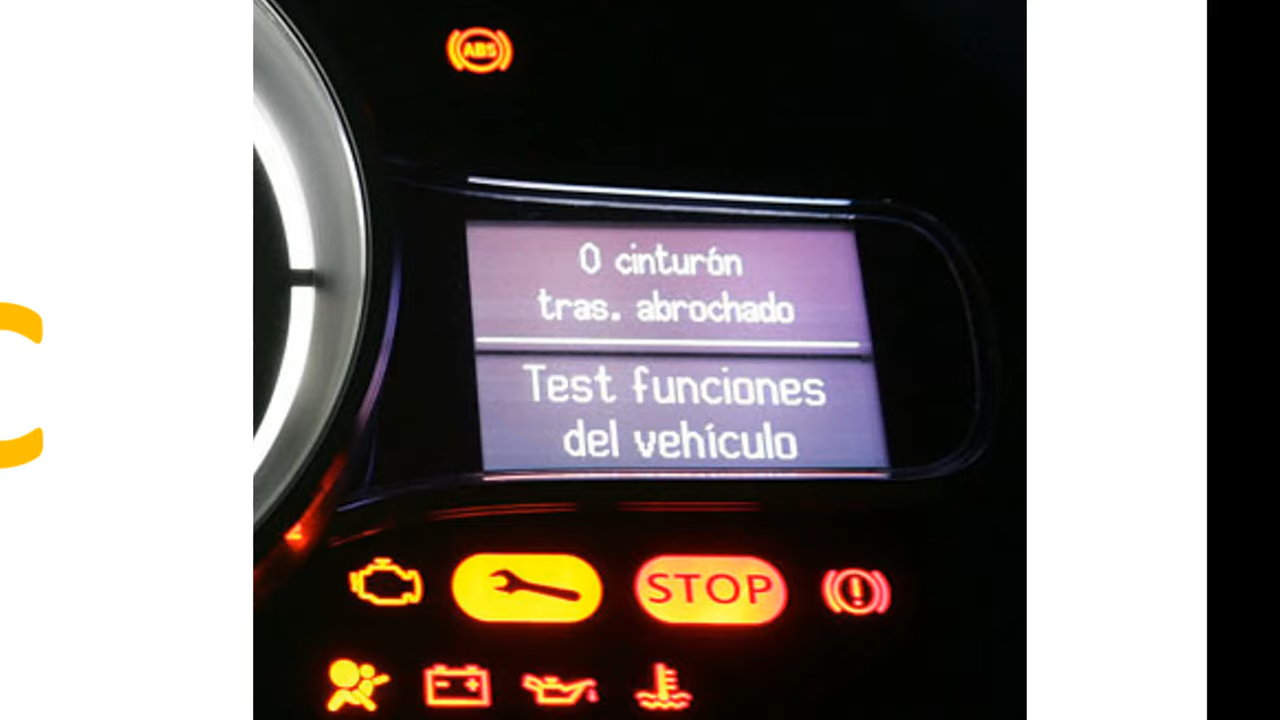 ABS
0 cinturón
tras. abrochado
Test funciones
del vehículo
STOP